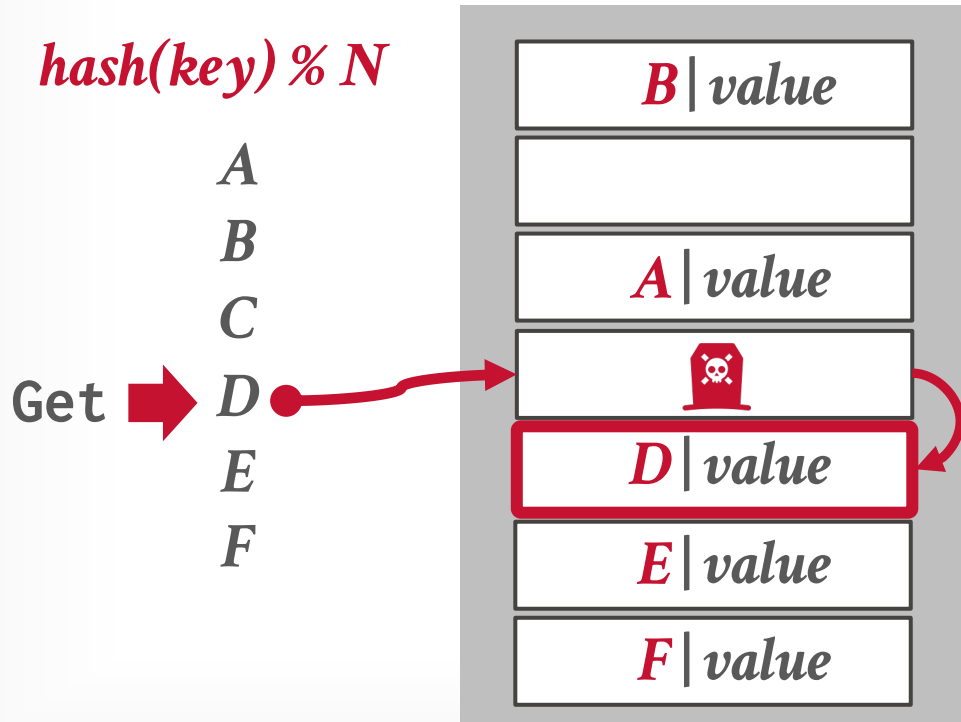 hash(key) % N
A
B
C
Get D
E
F
B|value
A|value
D|value
E|value
F|value